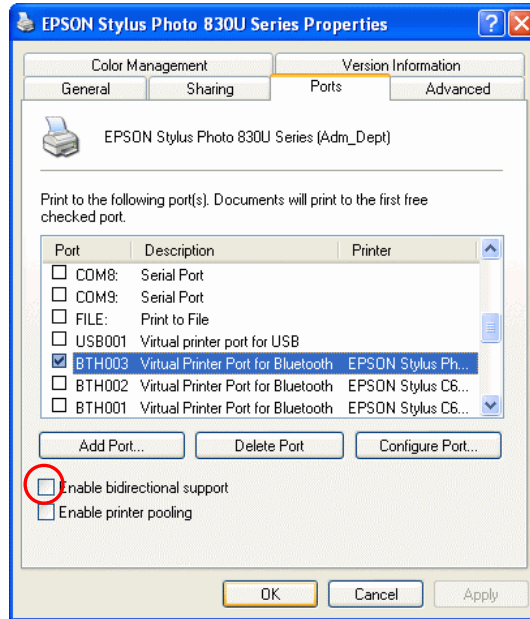 EPSON Stylus Photo 830U Series Properties
Color Management Version Information
General Sharing Ports Advanced
EPSON Stylus Photo 830U Series (Adm_Dept)
Print to the following port(s). Documents will print to the first free
checked port.
Port Description Printer
COM8: Serial Port
COM9: Serial Port
FILE: Print to File
USB001 Virtual printer port for USB
BTH003 Virtual Printer Port for Bluetooth EPSON Stylus Ph...
BTH002 Virtual Printer Port for Bluetooth EPSON Stylus C6...
BTH001 Virtual Printer Port for Bluetooth EPSON Stylus C6...
Add Port... Delete Port Configure Port...
Enable bidirectional support
Enable printer pooling
OK Cancel Apply